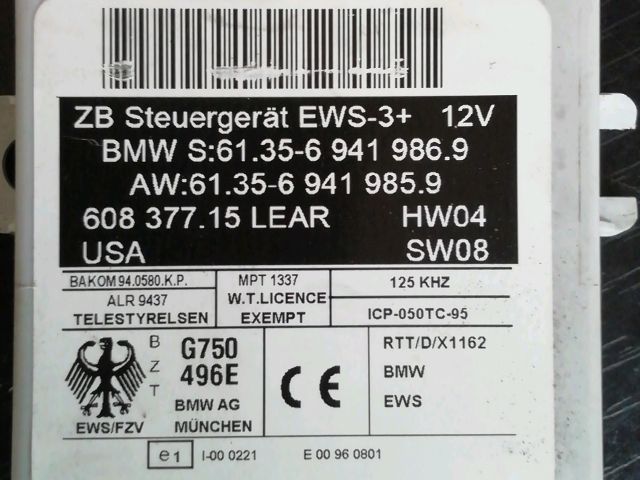 ZB Steuergerät EWS-3+ 12V
BMW S:61.35-6 941 986.9
AW:61.35-6 941 985.9
608 377.15 LEAR HW04
USA SW08
BAKOM 94.0580.K.P.
ALR 9437
TELESTYRELSEN
MPT 1337
W.T.LICENCE
EXEMPT
125 KHZ
ICP-050TC-95
BZT
EWS/FZV
G750
496E
BMW AG
MÜNCHEN
CE
RTT/D/X1162
BMW
EWS
e1 I-00 0221 E 00 96 0801